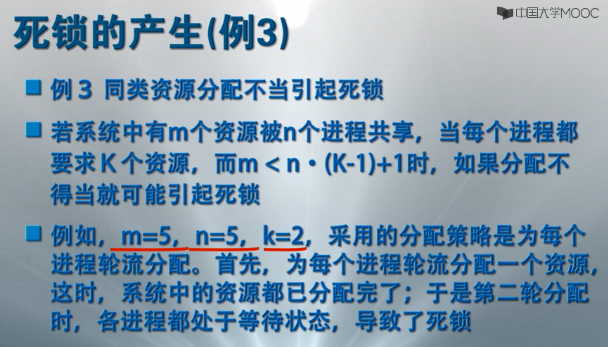 中国大学MOOC
死锁的产生(例3)
例3 同类资源分配不当引起死锁
若系统中有m个资源被n个进程共享，当每个进程都
要求K个资源，而m < n·(K-1)+1时，如果分配不
得当就可能引起死锁
例如，m=5，n=5，k=2，采用的分配策略是为每个
进程轮流分配。首先，为每个进程轮流分配一个资源，
这时，系统中的资源都已分配完了；于是第二轮分配
时，各进程都处于等待状态，导致了死锁